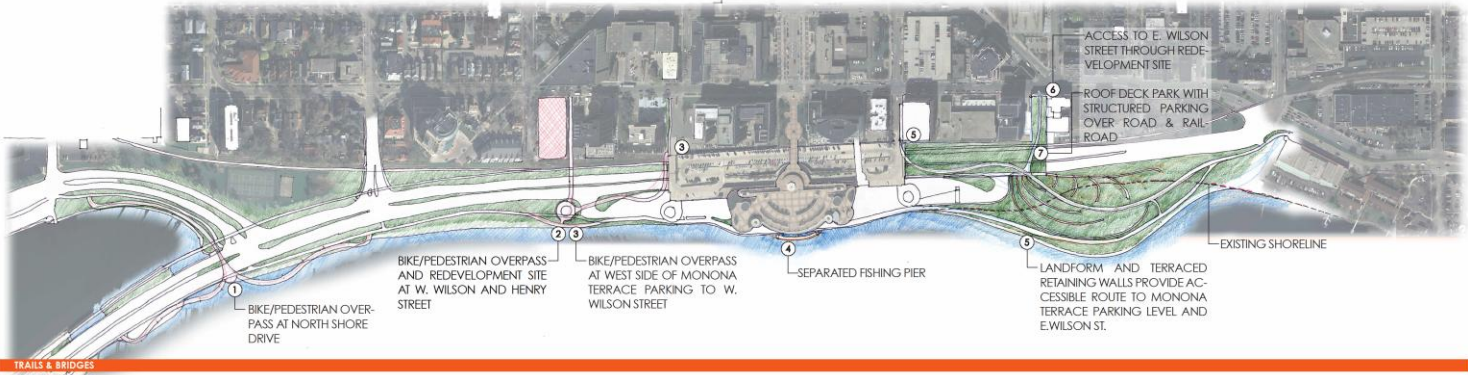 ACCESS TO E. WILSON
STREET THROUGH REDE-
VELOPMENT SITE
6
ROOF DECK PARK WITH
STRUCTURED PARKING
OVER ROAD & RAIL-
ROAD
5
3
7
2
3
4
5
1
BIKE/PEDESTRIAN OVERPASS
AND REDEVELOPMENT SITE
AT W. WILSON AND HENRY
STREET
BIKE/PEDESTRIAN OVERPASS
AT WEST SIDE OF MONONA
TERRACE PARKING TO W.
WILSON STREET
SEPARATED FISHING PIER
EXISTING SHORELINE
LANDFORM AND TERRACED
RETAINING WALLS PROVIDE AC-
CESSIBLE ROUTE TO MONONA
TERRACE PARKING LEVEL AND
E.WILSON ST.
BIKE/PEDESTRIAN OVER-
PASS AT NORTH SHORE
DRIVE
TRAILS & BRIDGES